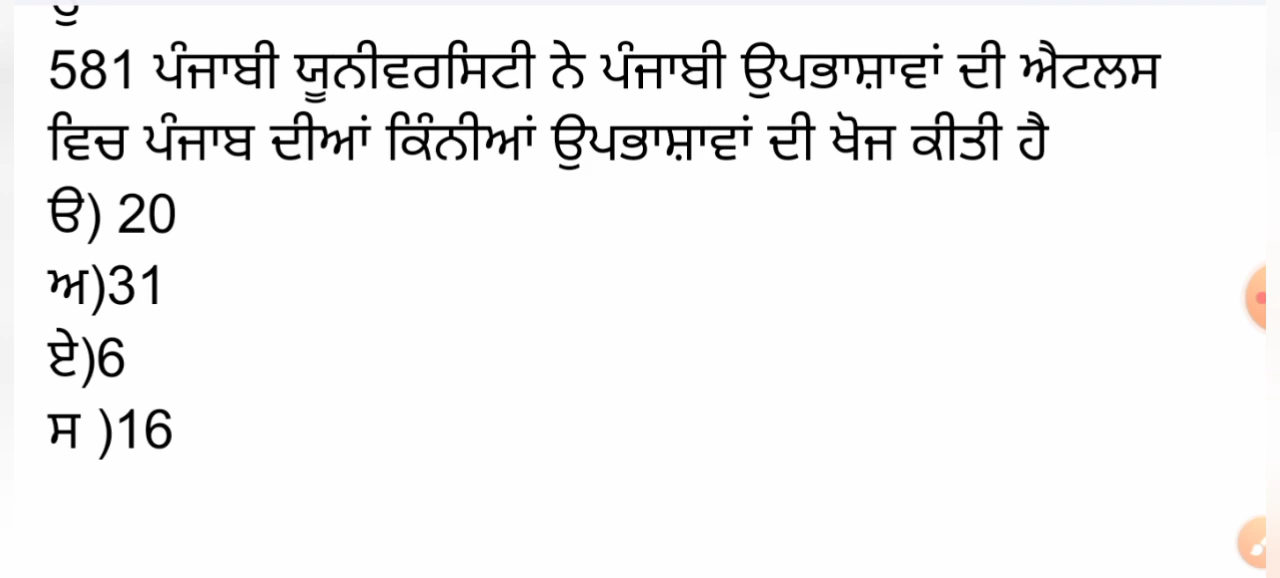 581 ਪੰਜਾਬੀ ਯੂਨੀਵਰਸਿਟੀ ਨੇ ਪੰਜਾਬੀ ਉਪਭਾਸ਼ਾਵਾਂ ਦੀ ਐਟਲਸ
ਵਿਚ ਪੰਜਾਬ ਦੀਆਂ ਕਿੰਨੀਆਂ ਉਪਭਾਸ਼ਾਵਾਂ ਦੀ ਖੋਜ ਕੀਤੀ ਹੈ
ੳ) 20
ਅ)31
ੲੇ)6
ਸ )16